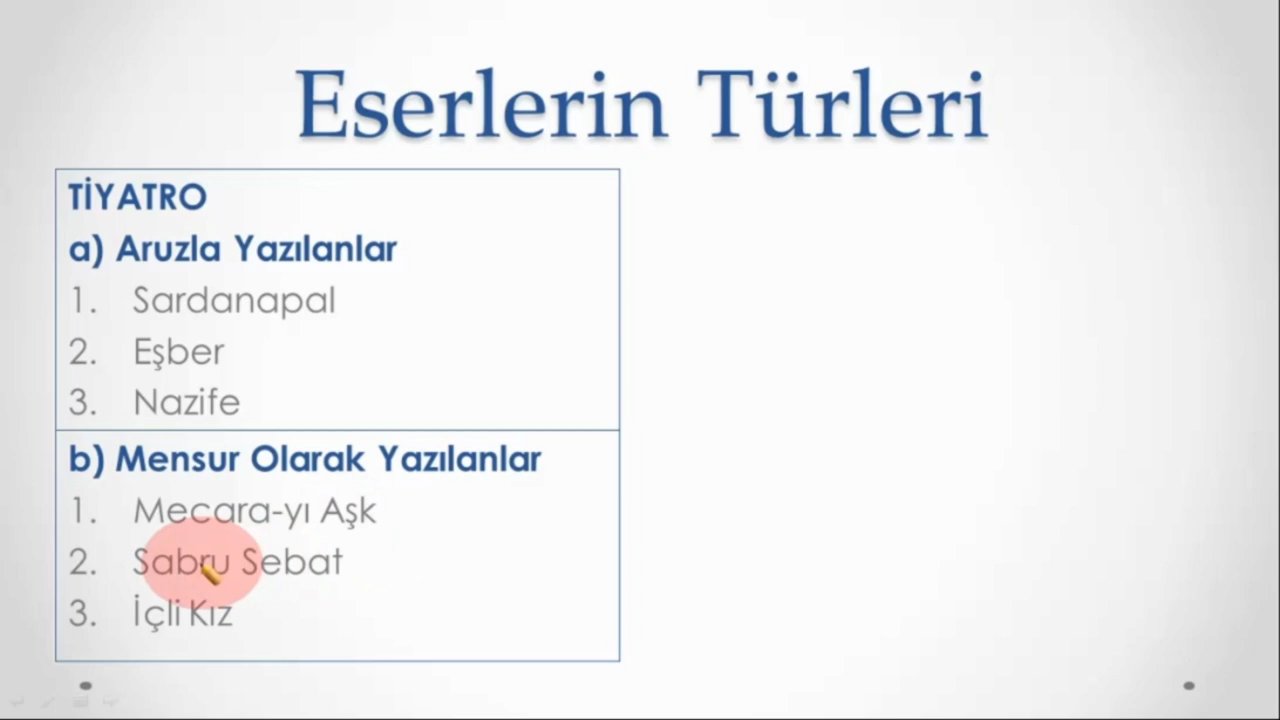 Eserlerin Türleri
TİYATRO
a) Aruzla Yazılanlar
1. Sardanapal
2. Eşber
3. Nazife
b) Mensur Olarak Yazılanlar
1. Mecara-yı Aşk
2. Sabru Sebat
3. İçli Kız